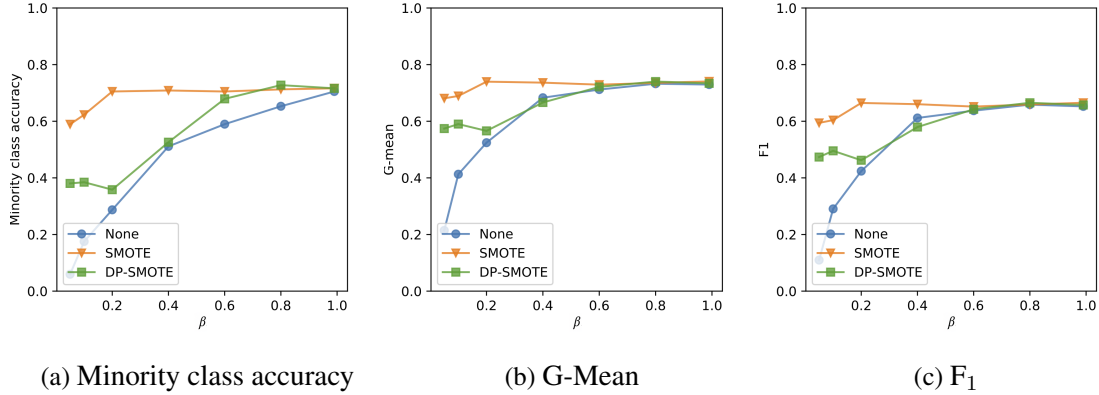 1.0
0.8
0.6
0.4
0.2
0.0
Minority class accuracy
None
SMOTE
DP-SMOTE
0.2 0.4 0.6 0.8 1.0
β
1.0
0.8
0.6
0.4
0.2
0.0
G-mean
None
SMOTE
DP-SMOTE
0.2 0.4 0.6 0.8 1.0
β
1.0
0.8
0.6
0.4
0.2
0.0
F1
None
SMOTE
DP-SMOTE
0.2 0.4 0.6 0.8 1.0
β
(a) Minority class accuracy
(b) G-Mean
(c) F₁